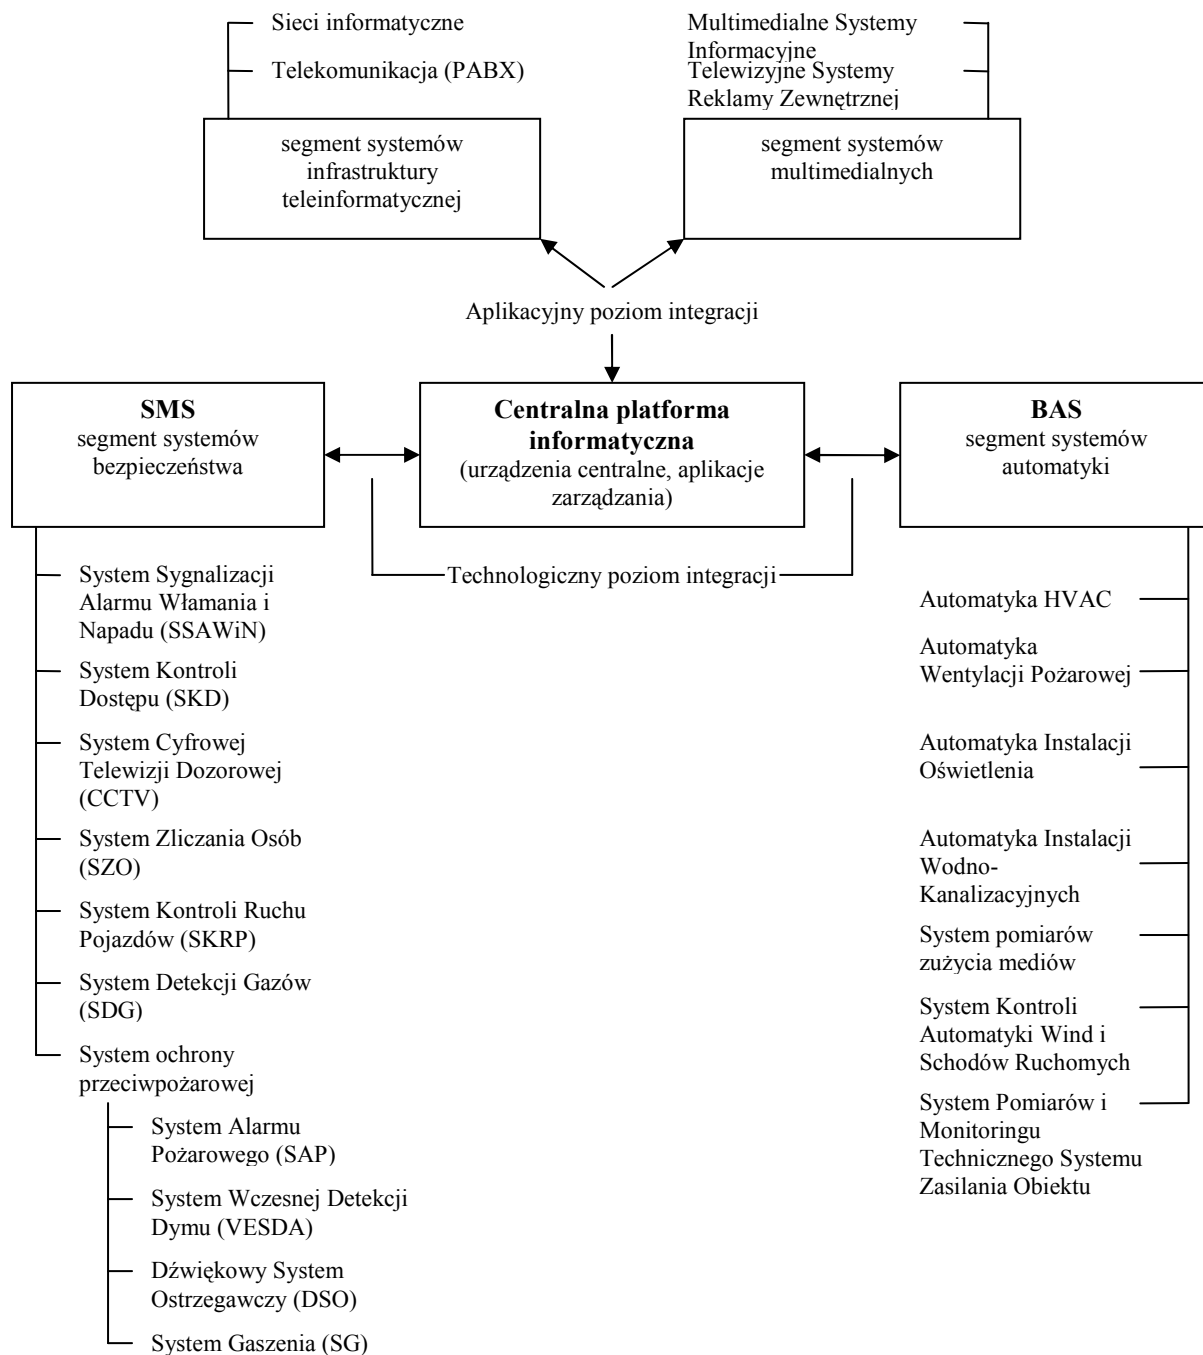 Sieci informatyczne
Telekomunikacja (PABX)
Multimedialne Systemy
Informacyjne
Telewizyjne Systemy
Reklamy Zewnętrznej
segment systemów
infrastruktury
teleinformatycznej
segment systemów
multimedialnych
Aplikacyjny poziom integracji
SMS
segment systemów
bezpieczeństwa
Centralna platforma
informatyczna
(urządzenia centralne, aplikacje
zarządzania)
BAS
segment systemów
automatyki
Technologiczny poziom integracji
System Sygnalizacji
Alarmu Włamania i
Napadu (SSAWiN)
System Kontroli
Dostępu (SKD)
System Cyfrowej
Telewizji Dozorowej
(CCTV)
System Zliczania Osób
(SZO)
System Kontroli Ruchu
Pojazdów (SKRP)
System Detekcji Gazów
(SDG)
System ochrony
przeciwpożarowej
System Alarmu
Pożarowego (SAP)
System Wczesnej Detekcji
Dymu (VESDA)
Dźwiękowy System
Ostrzegawczy (DSO)
System Gaszenia (SG)
Automatyka HVAC
Automatyka
Wentylacji Pożarowej
Automatyka Instalacji
Oświetlenia
Automatyka Instalacji
Wodno-
Kanalizacyjnych
System pomiarów
zużycia mediów
System Kontroli
Automatyki Wind i
Schodów Ruchomych
System Pomiarów i
Monitoringu
Technicznego Systemu
Zasilania Obiektu